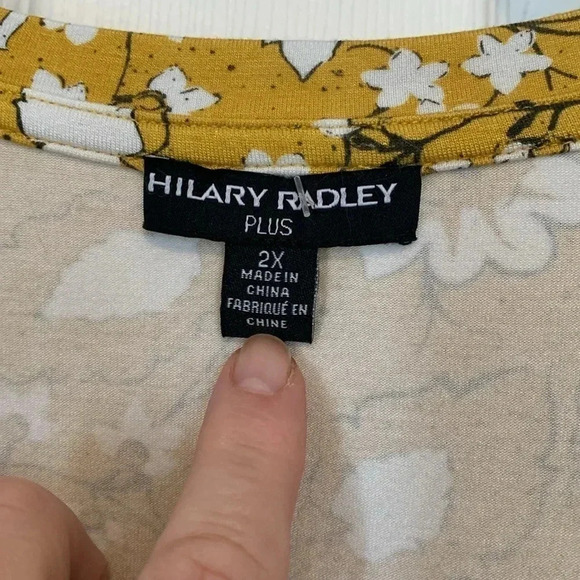 HILARY RADLEY
PLUS
2X
MADE IN
CHINA
FABRIQUÉ EN
CHINE